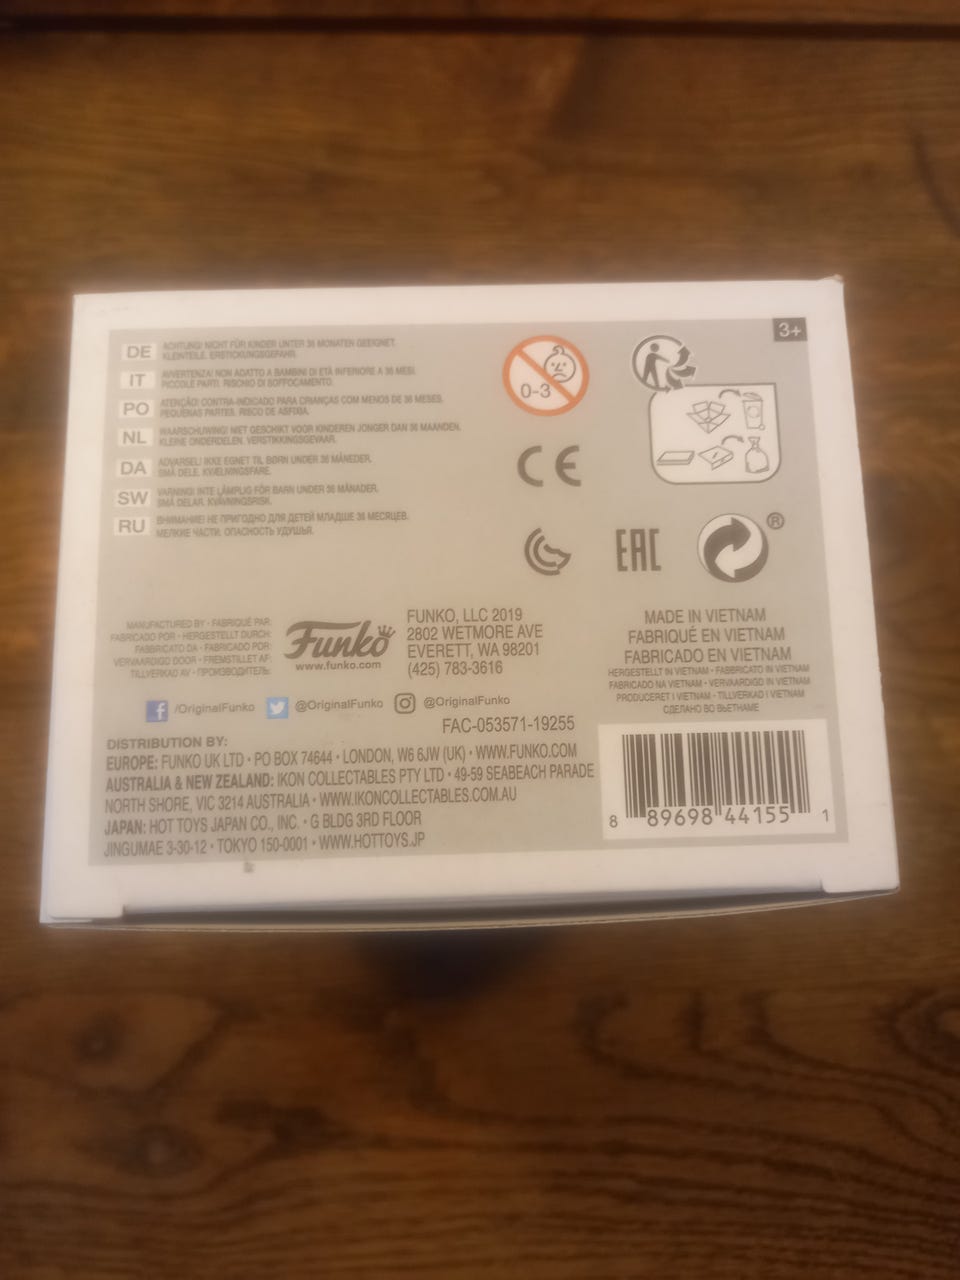 3+
DE ACHTUNG! NICHT FÜR KINDER UNTER 36 MONATEN GEEIGNET.
KLEINTEILE. ERSTICKUNGSGEFAHR.
IT AVVERTENZA! NON ADATTO A BAMBINI DI ETÀ INFERIORE A 36 MESI.
PICCOLE PARTI. RISCHIO DI SOFFOCAMENTO.
PO ATENÇÃO! CONTRA-INDICADO PARA CRIANÇAS COM MENOS DE 36 MESES.
PEQUENAS PARTES. RISCO DE ASFIXIA.
NL WAARSCHUWING! NIET GESCHIKT VOOR KINDEREN JONGER DAN 36 MAANDEN.
KLEINE ONDERDELEN. VERSTIKKINGSGEVAAR.
DA ADVARSEL! IKKE EGNET TIL BØRN UNDER 36 MÅNEDER.
SMÅ DELE. KVÆLNINGSFARE.
SW VARNING! INTE LÄMPLIG FÖR BARN UNDER 36 MÅNADER.
SMÅ DELAR. KVÄVNINGSRISK.
RU ВНИМАНИЕ! НЕ ПРИГОДНО ДЛЯ ДЕТЕЙ МЛАДШЕ 36 МЕСЯЦЕВ.
МЕЛКИЕ ЧАСТИ. ОПАСНОСТЬ УДУШЬЯ.
0-3
CE
EAC
®
MANUFACTURED BY • FABRIQUÉ PAR:
FABRICADO POR • HERGESTELLT DURCH:
FABBRICATO DA • FABRICADO POR:
VERVAARDIGD DOOR • FREMSTILLET AF:
TILLVERKAD AV • ПРОИЗВОДИТЕЛЬ:
Funko
www.funko.com
FUNKO, LLC 2019
2802 WETMORE AVE
EVERETT, WA 98201
(425) 783-3616
MADE IN VIETNAM
FABRIQUÉ EN VIETNAM
FABRICADO EN VIETNAM
HERGESTELLT IN VIETNAM • FABBRICATO IN VIETNAM
FABRICADO NA VIETNAM • VERVAARDIGD IN VIETNAM
PRODUCERET I VIETNAM • TILLVERKAD I VIETNAM
СДЕЛАНО ВО ВЬЕТНАМЕ
f /OriginalFunko @OriginalFunko @OriginalFunko
FAC-053571-19255
DISTRIBUTION BY:
EUROPE: FUNKO UK LTD • PO BOX 74644 • LONDON, W6 6JW (UK) • WWW.FUNKO.COM
AUSTRALIA & NEW ZEALAND: IKON COLLECTABLES PTY LTD • 49-59 SEABEACH PARADE
NORTH SHORE, VIC 3214 AUSTRALIA • WWW.IKONCOLLECTABLES.COM.AU
JAPAN: HOT TOYS JAPAN CO., INC. • G BLDG 3RD FLOOR
JINGUMAE 3-30-12 • TOKYO 150-0001 • WWW.HOTTOYS.JP
8 89698 44155 1